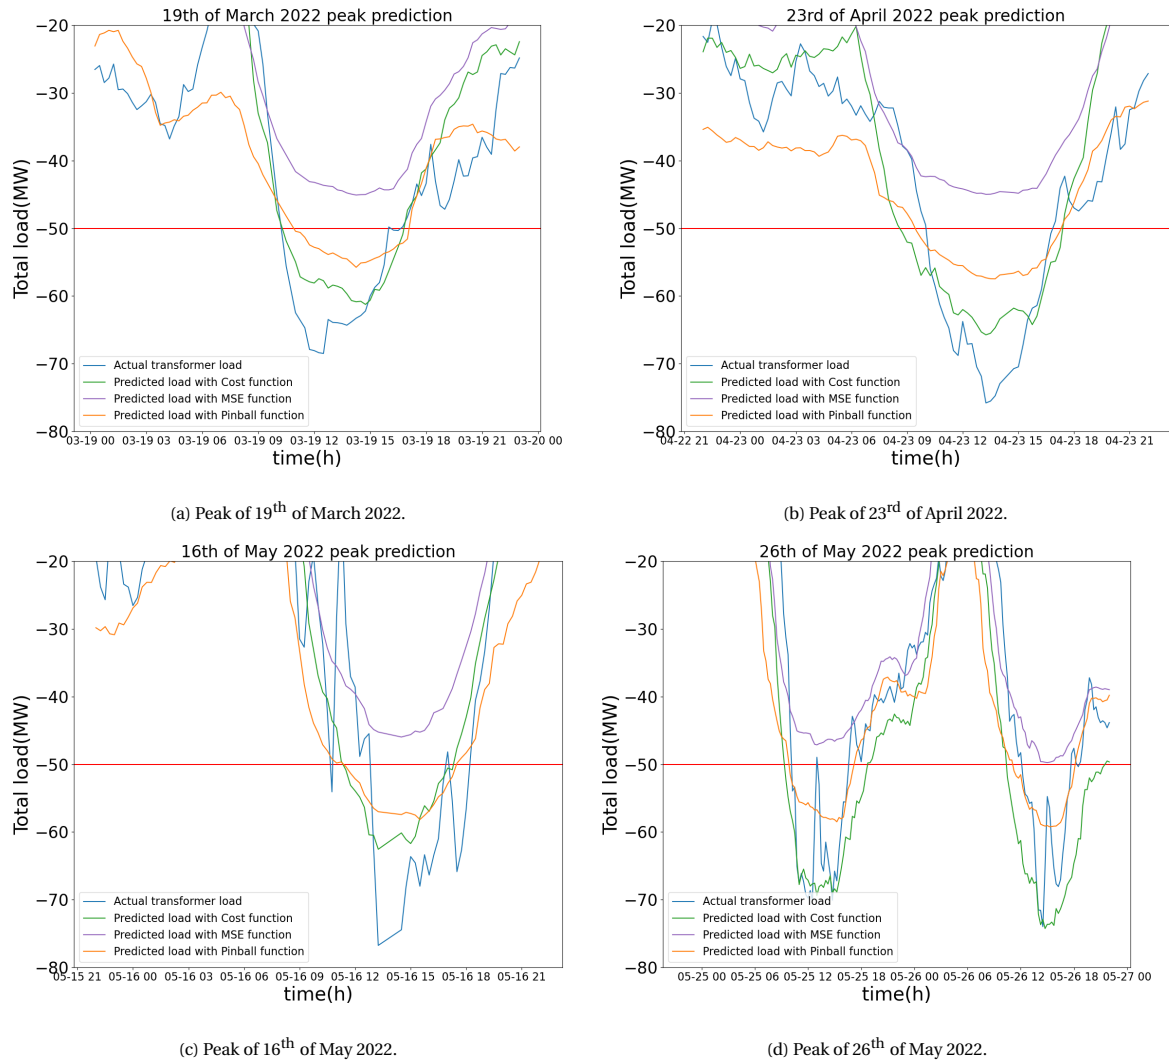 19th of March 2022 peak prediction
−20
−30
−40
−50
−60
−70
−80
Total load(MW)
Actual transformer load
Predicted load with Cost function
Predicted load with MSE function
Predicted load with Pinball function
03-19 00 03-19 03 03-19 06 03-19 09 03-19 12 03-19 15 03-19 18 03-19 21 03-20 00
time(h)
(a) Peak of 19th of March 2022.
23rd of April 2022 peak prediction
−20
−30
−40
−50
−60
−70
−80
Total load(MW)
Actual transformer load
Predicted load with Cost function
Predicted load with MSE function
Predicted load with Pinball function
04-22 21 04-23 00 04-23 03 04-23 06 04-23 09 04-23 12 04-23 15 04-23 18 04-23 21
time(h)
(b) Peak of 23rd of April 2022.
16th of May 2022 peak prediction
−20
−30
−40
−50
−60
−70
−80
Total load(MW)
Actual transformer load
Predicted load with Cost function
Predicted load with MSE function
Predicted load with Pinball function
05-15 21 05-16 00 05-16 03 05-16 06 05-16 09 05-16 12 05-16 15 05-16 18 05-16 21
time(h)
(c) Peak of 16th of May 2022.
26th of May 2022 peak prediction
−20
−30
−40
−50
−60
−70
−80
Total load(MW)
Actual transformer load
Predicted load with Cost function
Predicted load with MSE function
Predicted load with Pinball function
05-25 00 05-25 06 05-25 12 05-25 18 05-26 00 05-26 06 05-26 12 05-26 18 05-27 00
time(h)
(d) Peak of 26th of May 2022.